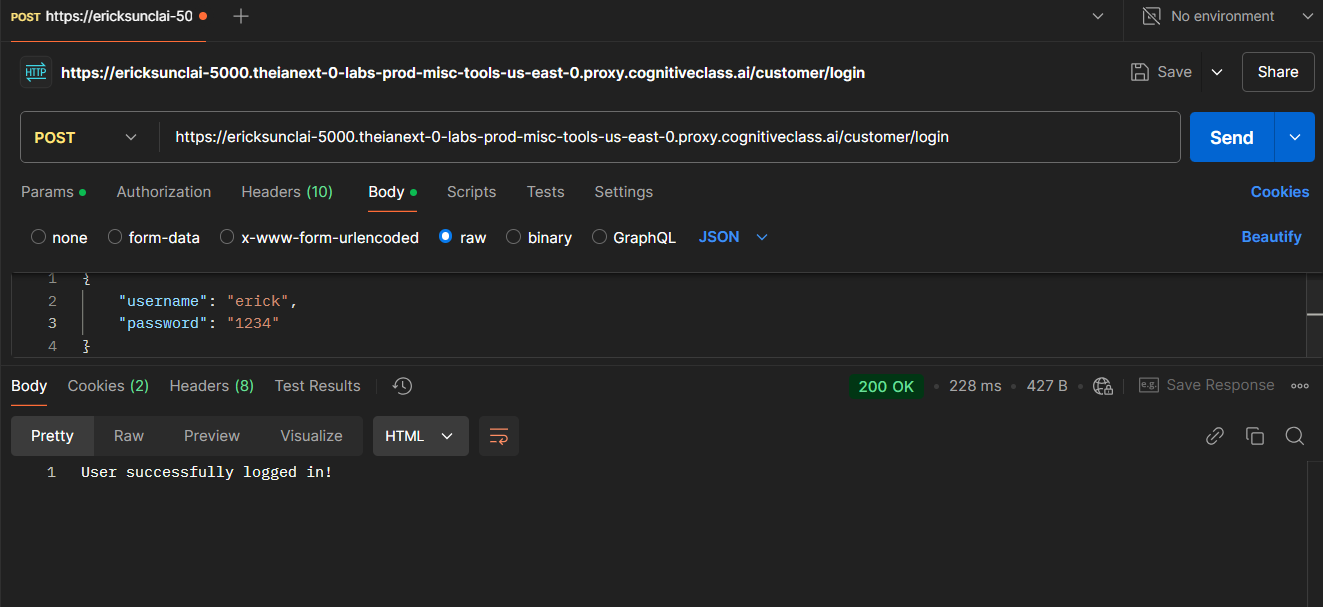 POST https://ericksunclai-50
No environment
HTTP https://ericksunclai-5000.theianext-0-labs-prod-misc-tools-us-east-0.proxy.cognitiveclass.ai/customer/login
Save
Share
POST https://ericksunclai-5000.theianext-0-labs-prod-misc-tools-us-east-0.proxy.cognitiveclass.ai/customer/login
Send
Params Authorization Headers (10) Body Scripts Tests Settings Cookies
none form-data x-www-form-urlencoded raw binary GraphQL JSON Beautify
1 {
2 "username": "erick",
3 "password": "1234"
4 }
Body Cookies (2) Headers (8) Test Results 200 OK 228 ms 427 B e.g. Save Response
Pretty Raw Preview Visualize HTML
1 User successfully logged in!